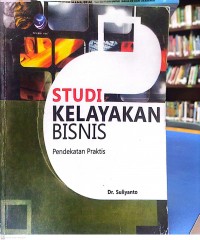 STUDI
KELAYAKAN
BISNIS
Pendekatan Praktis
Dr. Suliyanto